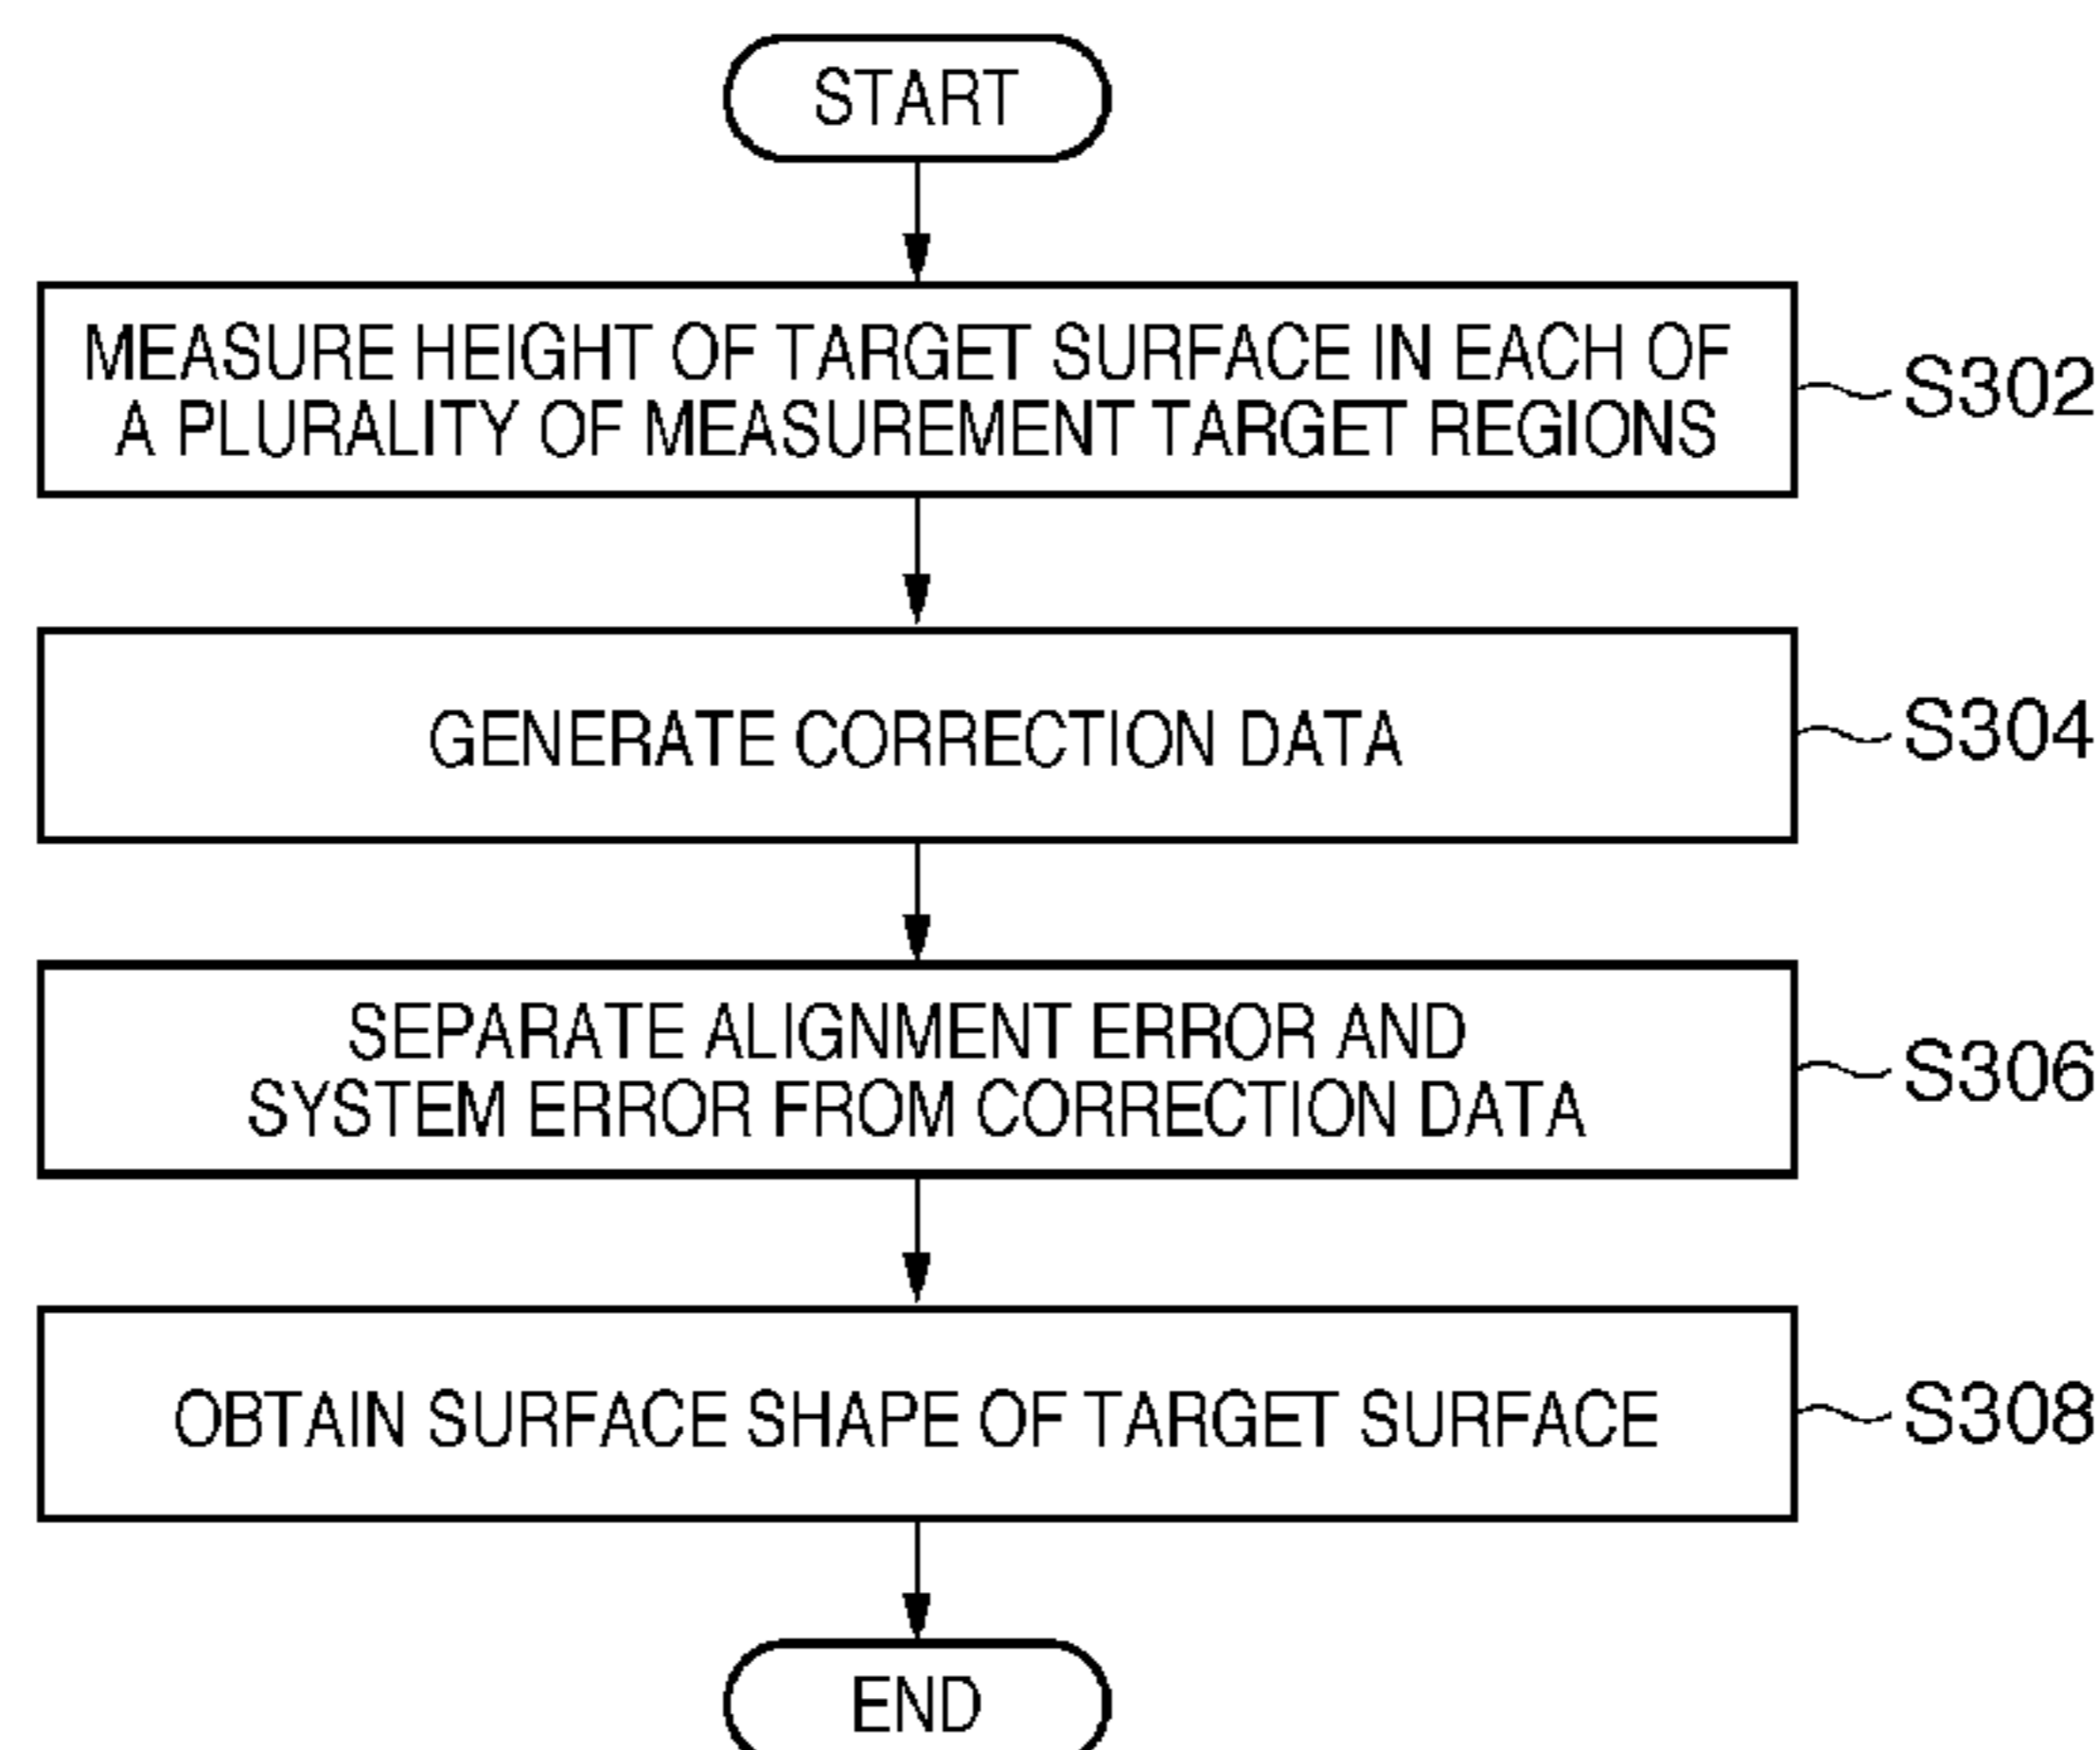 START
MEASURE HEIGHT OF TARGET SURFACE IN EACH OF
A PLURALITY OF MEASUREMENT TARGET REGIONS
S302
GENERATE CORRECTION DATA
S304
SEPARATE ALIGNMENT ERROR AND
SYSTEM ERROR FROM CORRECTION DATA
S306
OBTAIN SURFACE SHAPE OF TARGET SURFACE
S308
END